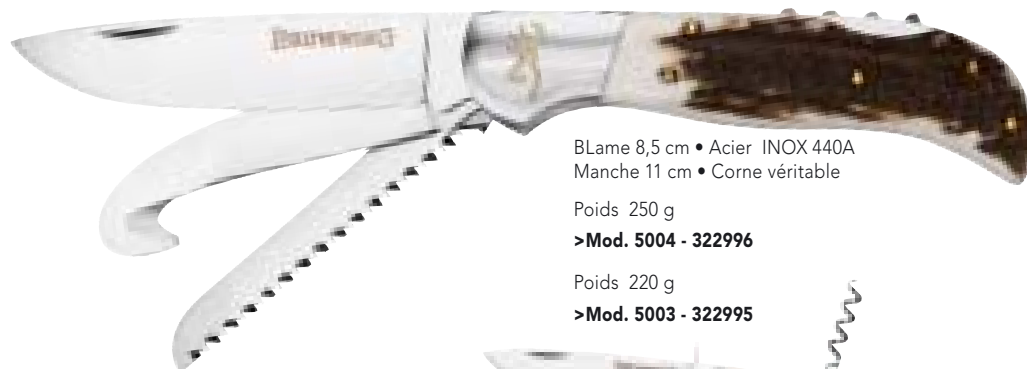 BLame 8,5 cm • Acier INOX 440A
Manche 11 cm • Corne véritable
Poids 250 g
>Mod. 5004 - 322996
Poids 220 g
>Mod. 5003 - 322995